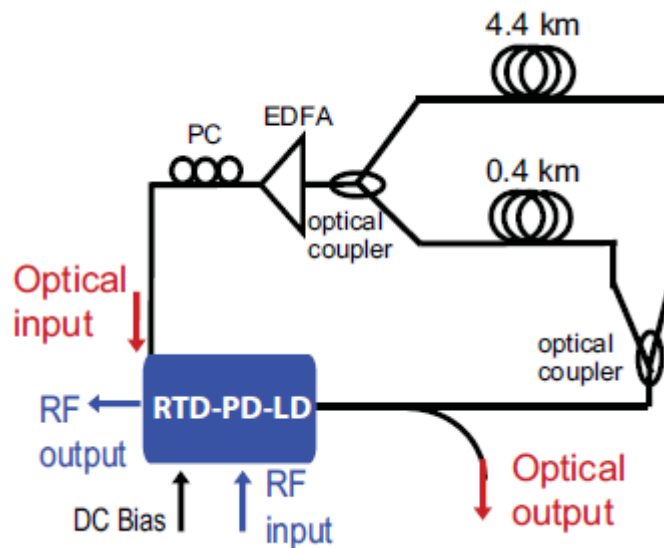 4.4 km
EDFA
PC
0.4 km
optical
coupler
Optical
input
optical
coupler
RTD-PD-LD
RF
output
RF
input
DC Bias
Optical
output